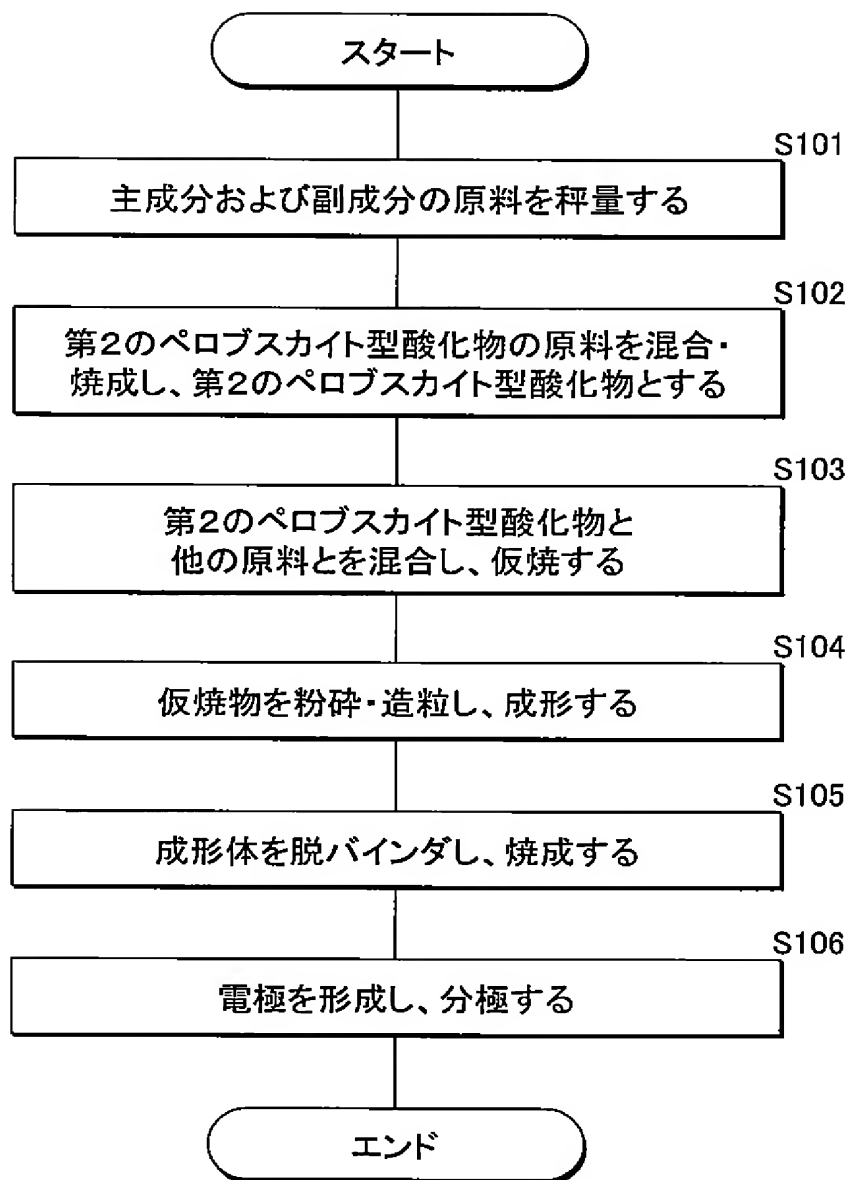 スタート
S101
主成分および副成分の原料を秤量する
S102
第2のペロブスカイト型酸化物の原料を混合・
焼成し、第2のペロブスカイト型酸化物とする
S103
第2のペロブスカイト型酸化物と
他の原料とを混合し、仮焼する
S104
仮焼物を粉砕・造粒し、成形する
S105
成形体を脱バインダし、焼成する
S106
電極を形成し、分極する
エンド